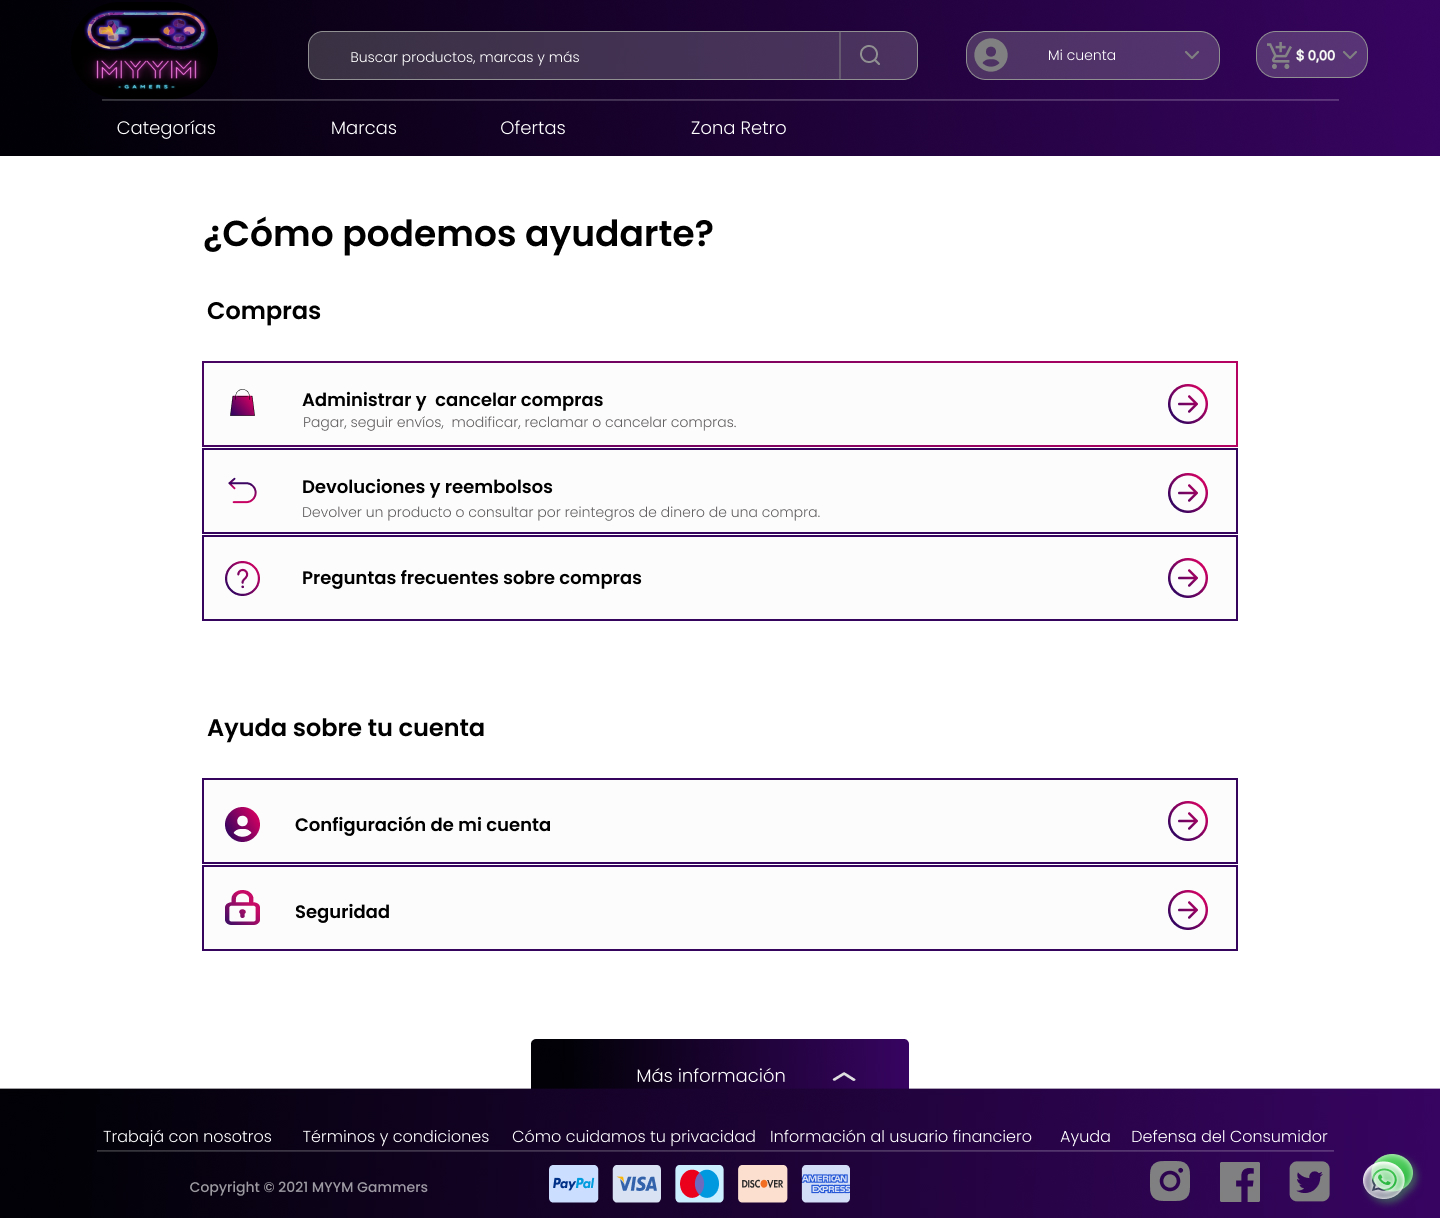 MYYM
-GAMERS-
Buscar productos, marcas y más
Mi cuenta
$ 0,00
Categorías
Marcas
Ofertas
Zona Retro
¿Cómo podemos ayudarte?
Compras
Administrar y cancelar compras
Pagar, seguir envíos, modificar, reclamar o cancelar compras.
Devoluciones y reembolsos
Devolver un producto o consultar por reintegros de dinero de una compra.
Preguntas frecuentes sobre compras
Ayuda sobre tu cuenta
Configuración de mi cuenta
Seguridad
Más información
Trabajá con nosotros
Términos y condiciones
Cómo cuidamos tu privacidad
Información al usuario financiero
Ayuda
Defensa del Consumidor
Copyright © 2021 MYYM Gammers
PayPal
VISA
DISCOVER
AMERICAN
EXPRESS